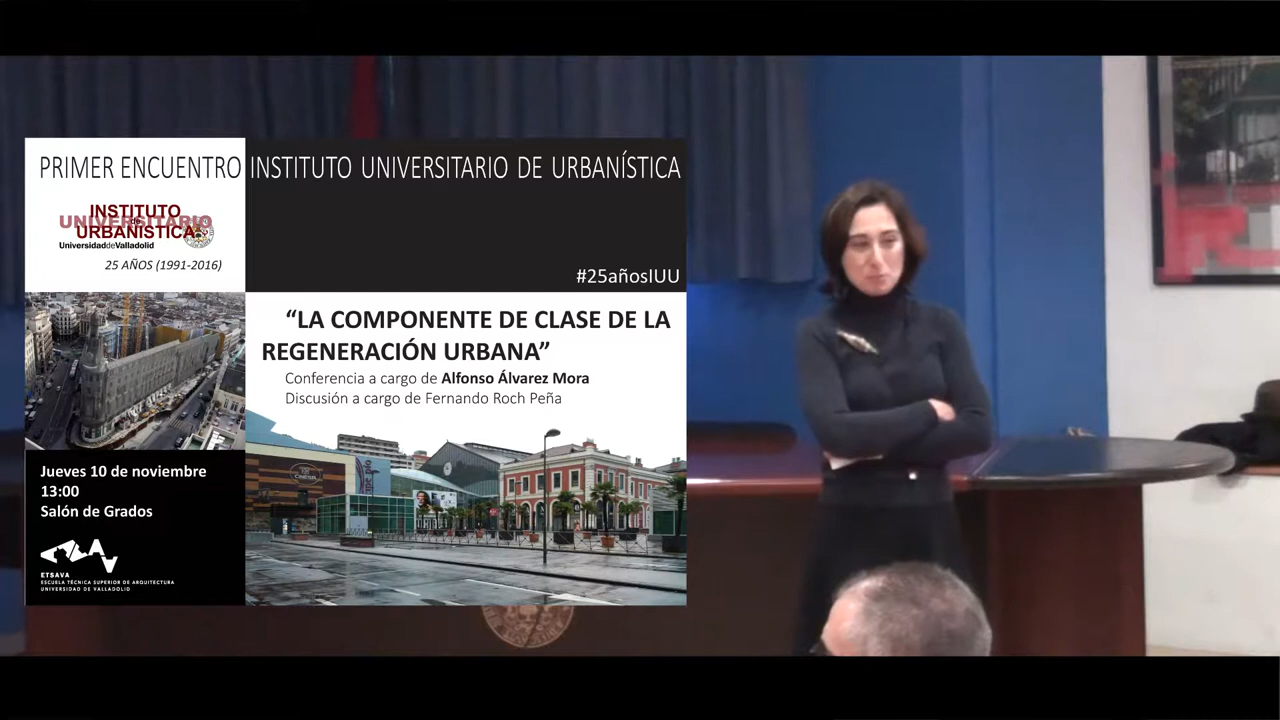 PRIMER ENCUENTRO INSTITUTO UNIVERSITARIO DE URBANÍSTICA
INSTITUTO
UNIVERSITARIO
de
URBANÍSTICA
UniversidaddeValladolid
25 AÑOS (1991-2016)
#25añosIUU
“LA COMPONENTE DE CLASE DE LA
REGENERACIÓN URBANA”
Conferencia a cargo de Alfonso Álvarez Mora
Discusión a cargo de Fernando Roch Peña
Jueves 10 de noviembre
13:00
Salón de Grados
ETSAVA
ESCUELA TÉCNICA SUPERIOR DE ARQUITECTURA
UNIVERSIDAD DE VALLADOLID